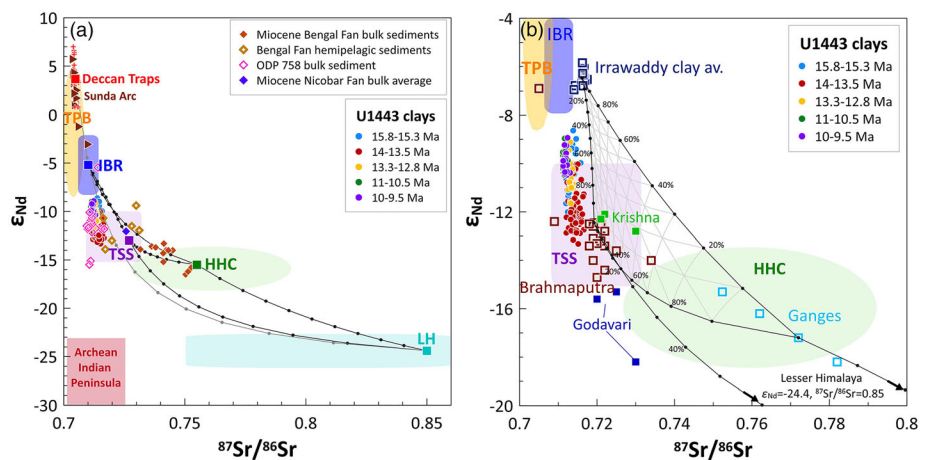 (a)
Miocene Bengal Fan bulk sediments
Bengal Fan hemipelagic sediments
ODP 758 bulk sediment
Miocene Nicobar Fan bulk average
U1443 clays
15.8-15.3 Ma
14-13.5 Ma
13.3-12.8 Ma
11-10.5 Ma
10-9.5 Ma
Deccan Traps
Sunda Arc
TPB
IBR
TSS
HHC
LH
Archean
Indian
Peninsula
10
5
0
-5
-10
-15
-20
-25
-30
εNd
0.7
0.75
0.8
0.85
87Sr/86Sr
(b)
IBR
TPB
Irrawaddy clay av.
U1443 clays
15.8-15.3 Ma
14-13.5 Ma
13.3-12.8 Ma
11-10.5 Ma
10-9.5 Ma
20%
80%
40%
60%
60%
80%
40%
20%
Krishna
TSS
HHC
Brahmaputra
60%
80%
Ganges
Godavari
40%
Lesser Himalaya
εNd=-24.4, 87Sr/86Sr=0.85
-4
-8
-12
-16
-20
εNd
0.7
0.72
0.74
0.76
0.78
0.8
87Sr/86Sr